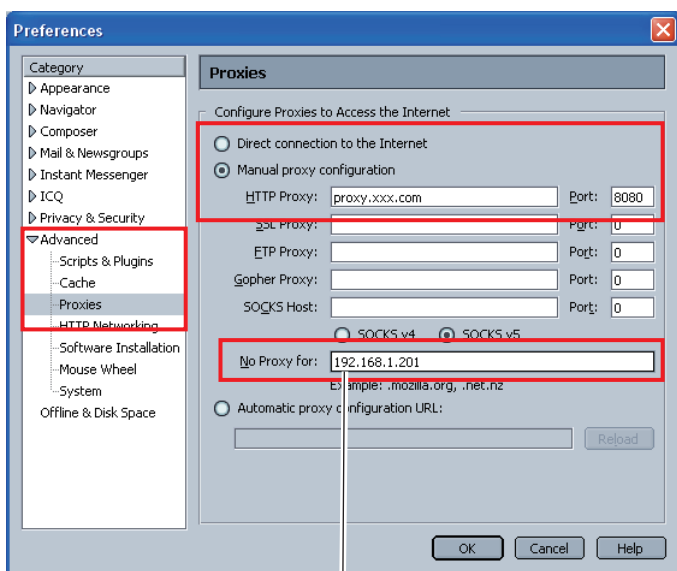 Preferences
Category
Appearance
Navigator
Composer
Mail & Newsgroups
Instant Messenger
ICQ
Privacy & Security
Advanced
Scripts & Plugins
Cache
Proxies
HTTP Networking
Software Installation
Mouse Wheel
System
Offline & Disk Space
Proxies
Configure Proxies to Access the Internet
Direct connection to the Internet
Manual proxy configuration
HTTP Proxy: proxy.xxx.com Port: 8080
SSL Proxy: Port: 0
FTP Proxy: Port: 0
Gopher Proxy: Port: 0
SOCKS Host: Port: 0
SOCKS v4 SOCKS v5
No Proxy for: 192.168.1.201
Example: .mozilla.org, .net.nz
Automatic proxy configuration URL:
Reload
OK Cancel Help